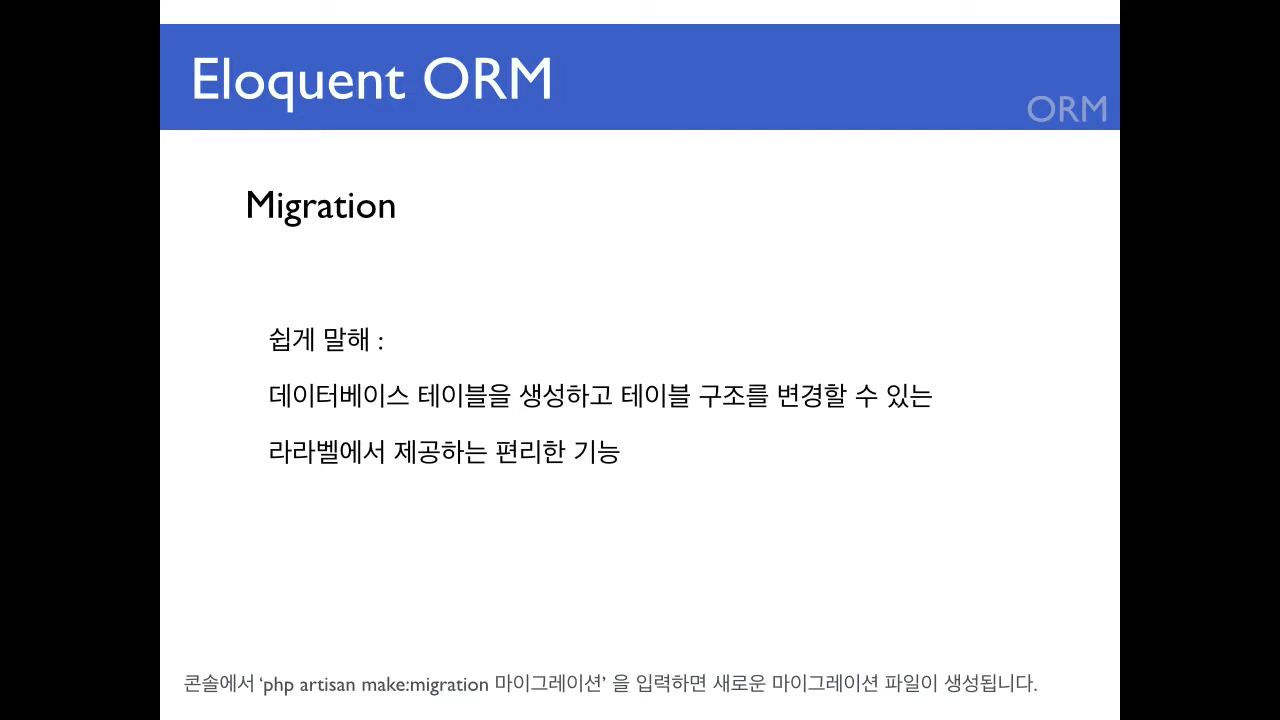 Eloquent ORM
ORM
Migration
쉽게 말해 :
데이터베이스 테이블을 생성하고 테이블 구조를 변경할 수 있는
라라벨에서 제공하는 편리한 기능
콘솔에서 ‘php artisan make:migration 마이그레이션’ 을 입력하면 새로운 마이그레이션 파일이 생성됩니다.